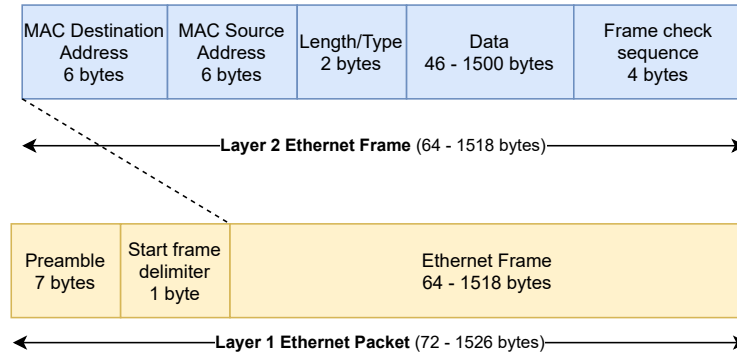 MAC Destination
Address
6 bytes
MAC Source
Address
6 bytes
Length/Type
2 bytes
Data
46 - 1500 bytes
Frame check
sequence
4 bytes
Layer 2 Ethernet Frame (64 - 1518 bytes)
Preamble
7 bytes
Start frame
delimiter
1 byte
Ethernet Frame
64 - 1518 bytes
Layer 1 Ethernet Packet (72 - 1526 bytes)